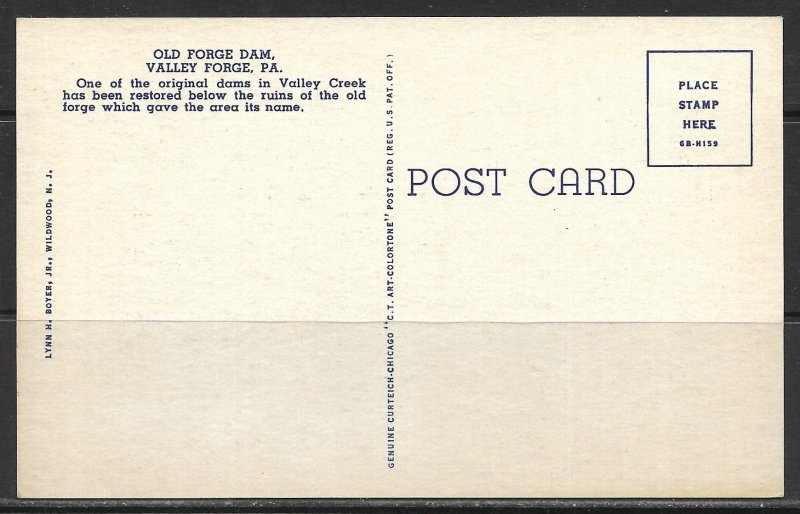 OLD FORGE DAM,
VALLEY FORGE, PA.
One of the original dams in Valley Creek
has been restored below the ruins of the old
forge which gave the area its name.
LYNN H. BOYER, JR., WILDWOOD, N. J.
GENUINE CURTEICH-CHICAGO "C.T. ART-COLORTONE" POST CARD (REG. U.S. PAT. OFF.)
POST CARD
PLACE
STAMP
HERE
6B-H159